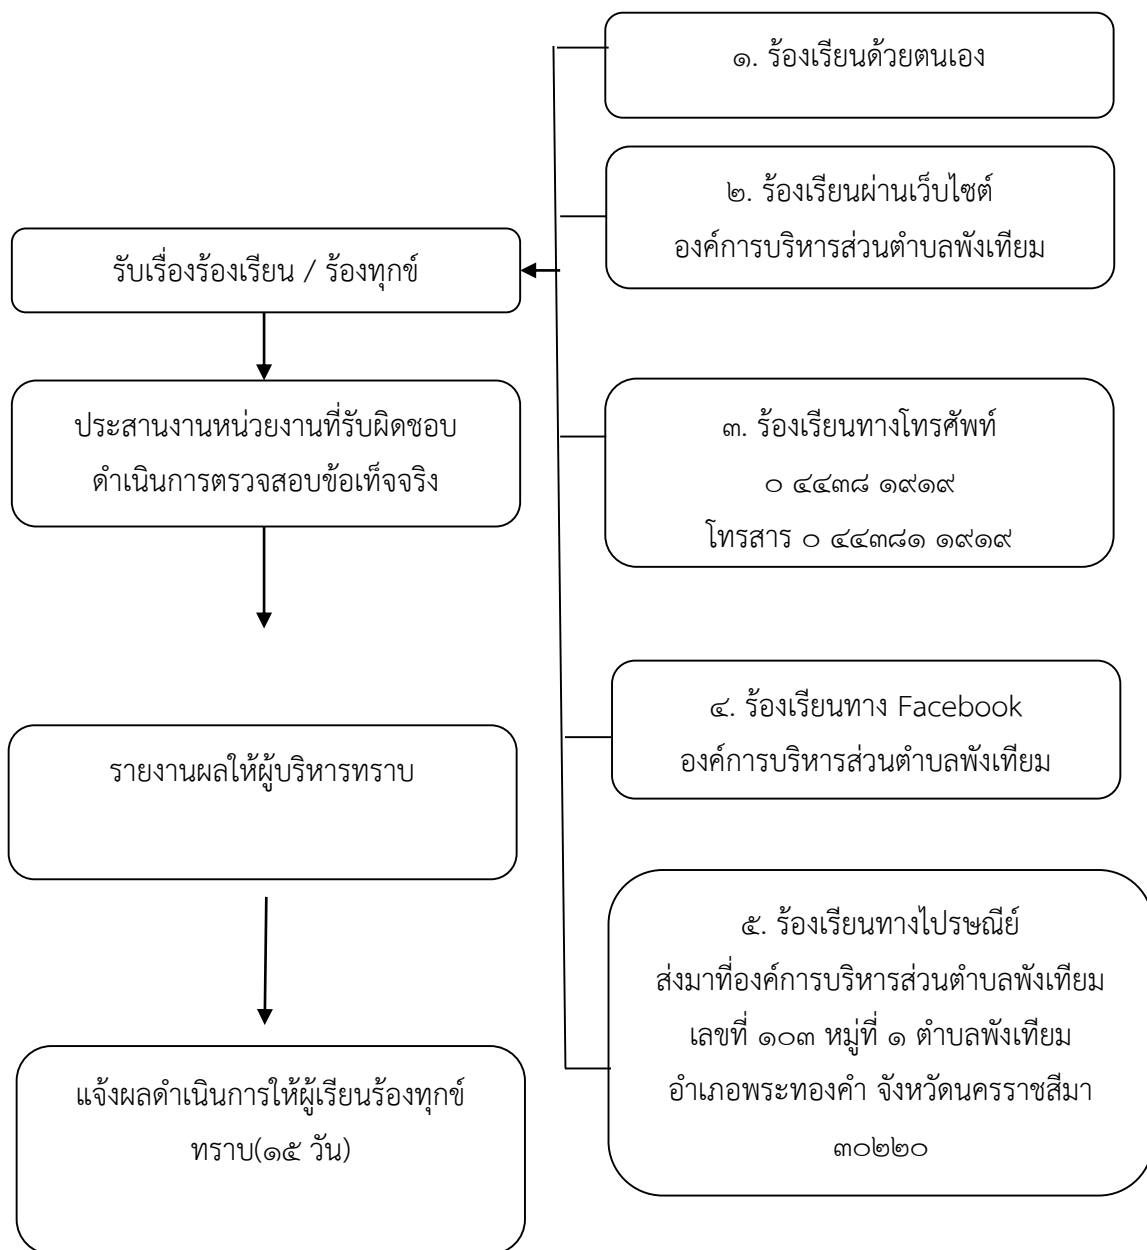 ๑. ร้องเรียนด้วยตนเอง
๒. ร้องเรียนผ่านเว็บไซต์
องค์การบริหารส่วนตำบลพังเทียม
รับเรื่องร้องเรียน / ร้องทุกข์
ประสานงานหน่วยงานที่รับผิดชอบ
ดำเนินการตรวจสอบข้อเท็จจริง
๓. ร้องเรียนทางโทรศัพท์
๐ ๔๔๓๘ ๑๙๑๙
โทรสาร ๐ ๔๔๓๘๑ ๑๙๑๙
๔. ร้องเรียนทาง Facebook
องค์การบริหารส่วนตำบลพังเทียม
รายงานผลให้ผู้บริหารทราบ
๕. ร้องเรียนทางไปรษณีย์
ส่งมาที่องค์การบริหารส่วนตำบลพังเทียม
เลขที่ ๑๐๓ หมู่ที่ ๑ ตำบลพังเทียม
อำเภอพระทองคำ จังหวัดนครราชสีมา
๓๐๒๒๐
แจ้งผลดำเนินการให้ผู้เรียนร้องทุกข์
ทราบ(๑๕ วัน)